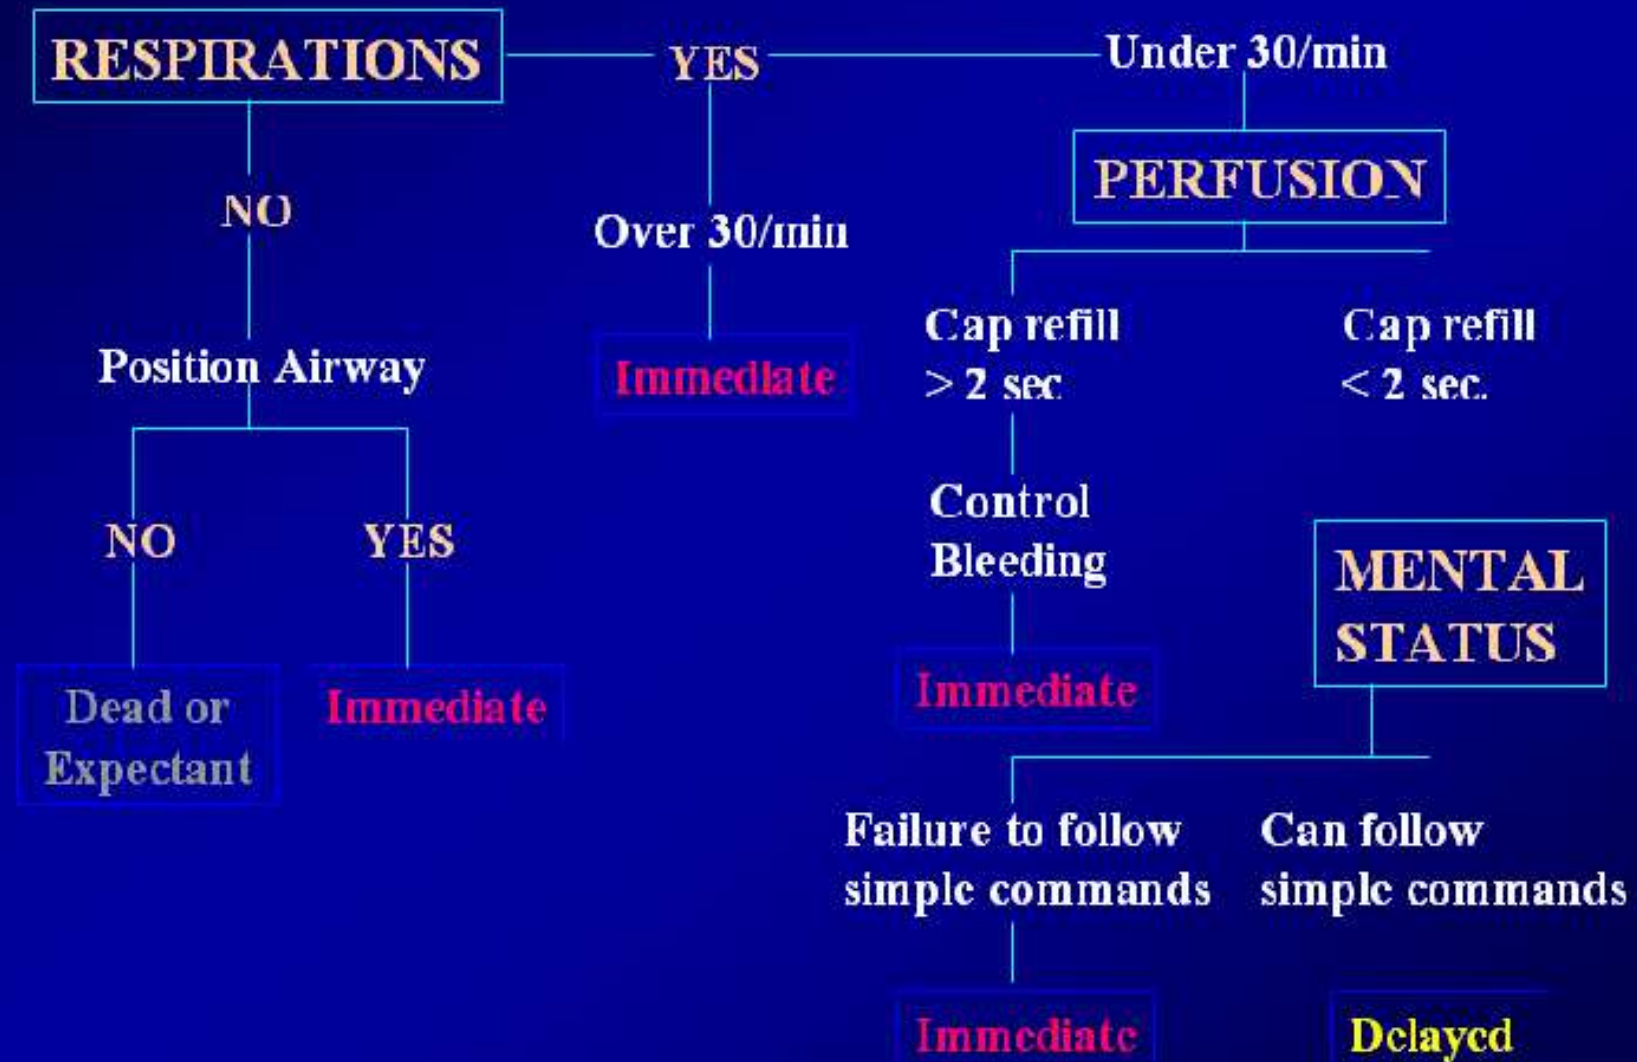 RESPIRATIONS
YES
Under 30/min
PERFUSION
NO
Over 30/min
Cap refill
> 2 sec
Cap refill
< 2 sec.
Position Airway
Immediate
Control
Bleeding
NO
YES
MENTAL
STATUS
Dead or
Expectant
Immediate
Immediate
Failure to follow
simple commands
Can follow
simple commands
Immediate
Delayed